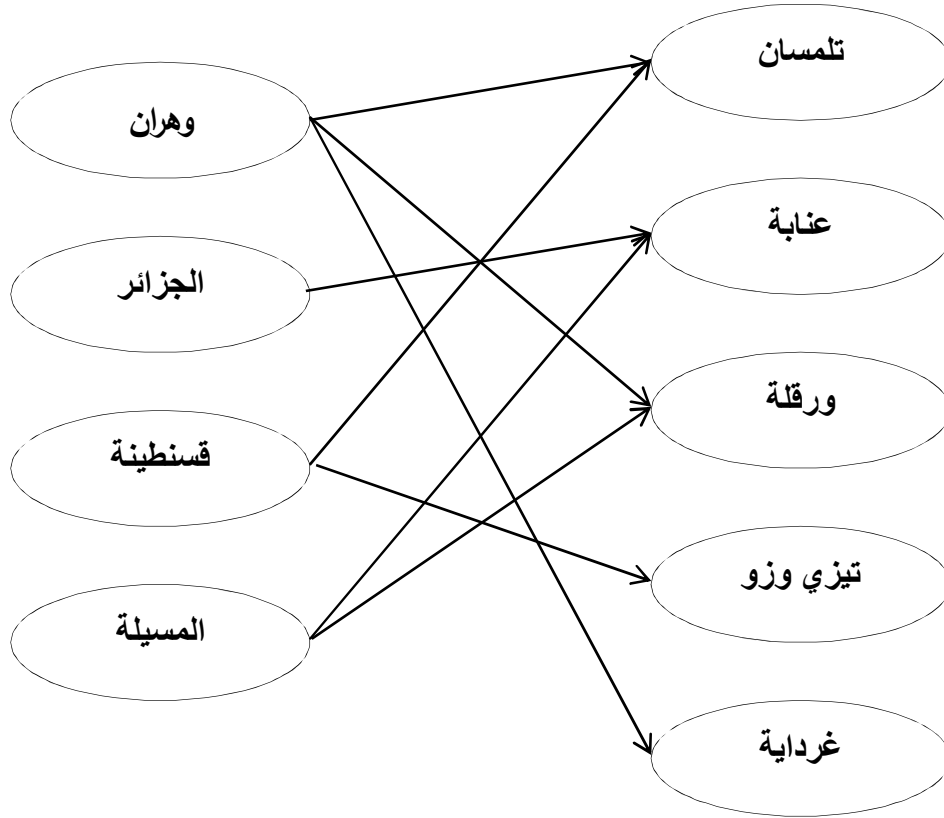 وهران
الجزائر
قسنطينة
المسيلة
تلمسان
عنابة
ورقلة
تيزي وزو
غرداية